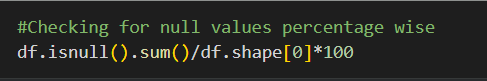 #Checking for null values percentage wise
df.isnull().sum()/df.shape[0]*100